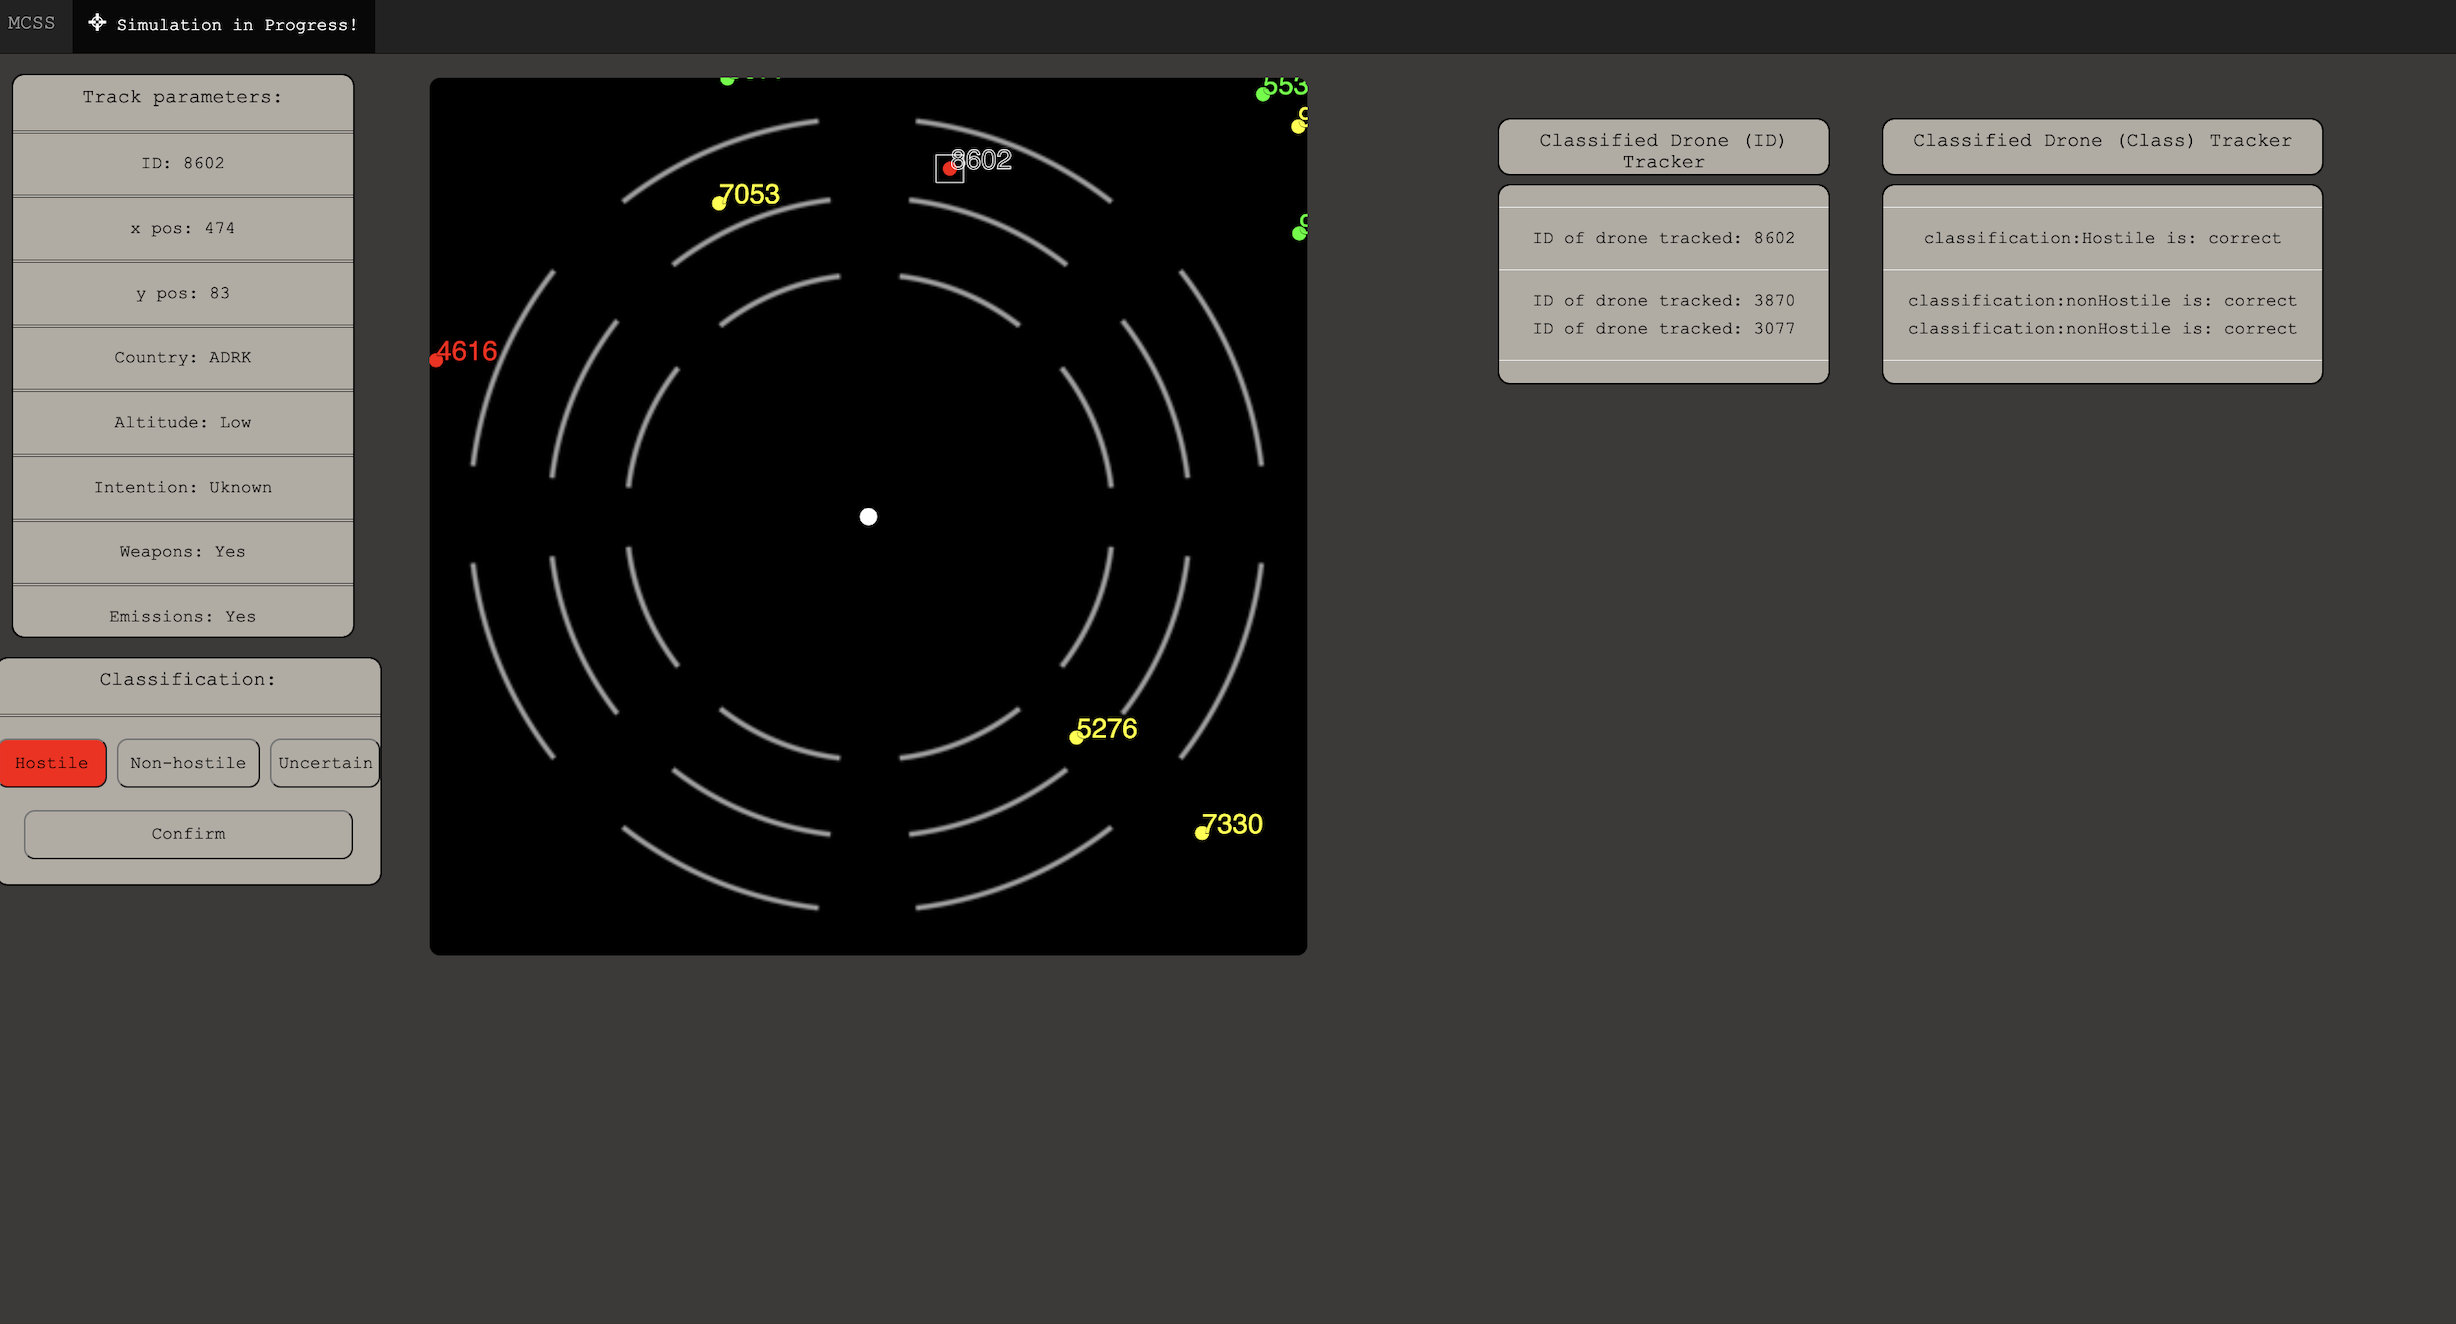 MCSS
Simulation in Progress!
Track parameters:
ID: 8602
x pos: 474
y pos: 83
Country: ADRK
Altitude: Low
Intention: Uknown
Weapons: Yes
Emissions: Yes
Classification:
Hostile
Non-hostile
Uncertain
Confirm
553
9
8602
7053
9
4616
5276
7330
Classified Drone (ID)
Tracker
ID of drone tracked: 8602
ID of drone tracked: 3870
ID of drone tracked: 3077
Classified Drone (Class) Tracker
classification:Hostile is: correct
classification:nonHostile is: correct
classification:nonHostile is: correct